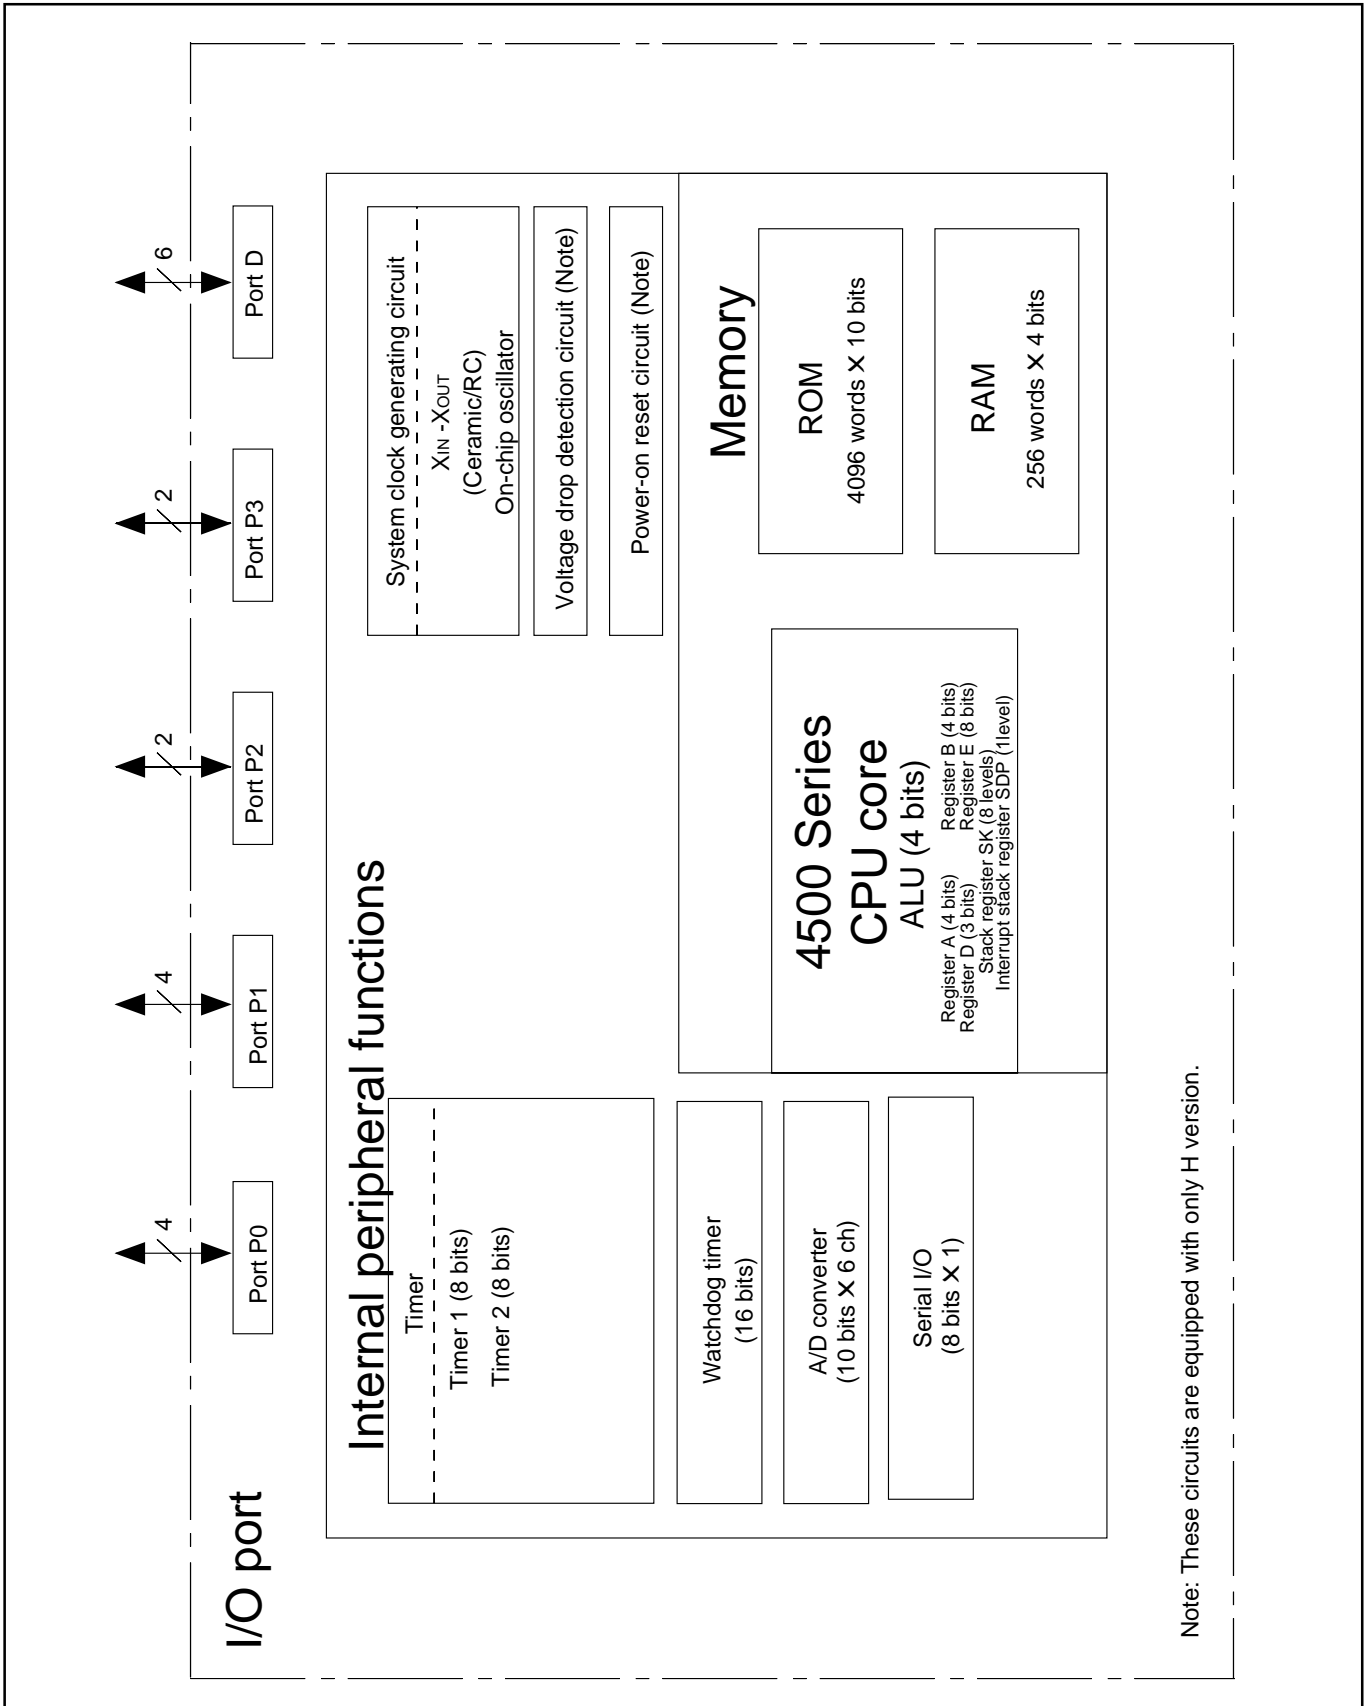 I/O port
4
4
2
2
6
Port P0
Port P1
Port P2
Port P3
Port D
Internal peripheral functions
Timer
Timer 1 (8 bits)
Timer 2 (8 bits)
Watchdog timer
(16 bits)
A/D converter
(10 bits ✕ 6 ch)
Serial I/O
(8 bits ✕ 1)
System clock generating circuit
XIN -XOUT
(Ceramic/RC)
On-chip oscillator
Voltage drop detection circuit (Note)
Power-on reset circuit (Note)
4500 Series
CPU core
ALU (4 bits)
Register A (4 bits) Register B (4 bits)
Register D (3 bits) Register E (8 bits)
Stack register SK (8 levels)
Interrupt stack register SDP (1level)
Memory
ROM
4096 words ✕ 10 bits
RAM
256 words ✕ 4 bits
Note: These circuits are equipped with only H version.